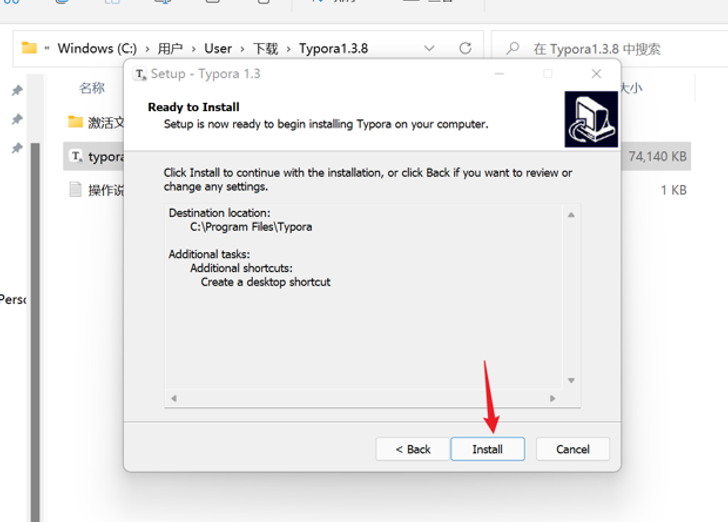 Windows (C:) › 用户 › User › 下载 › Typora1.3.8
在 Typora1.3.8 中搜索
名称
大小
激活文
typora
74,140 KB
操作说
1 KB
Perso
Setup - Typora 1.3
Ready to Install
Setup is now ready to begin installing Typora on your computer.
Click Install to continue with the installation, or click Back if you want to review or
change any settings.
Destination location:
C:\Program Files\Typora
Additional tasks:
Additional shortcuts:
Create a desktop shortcut
< Back
Install
Cancel